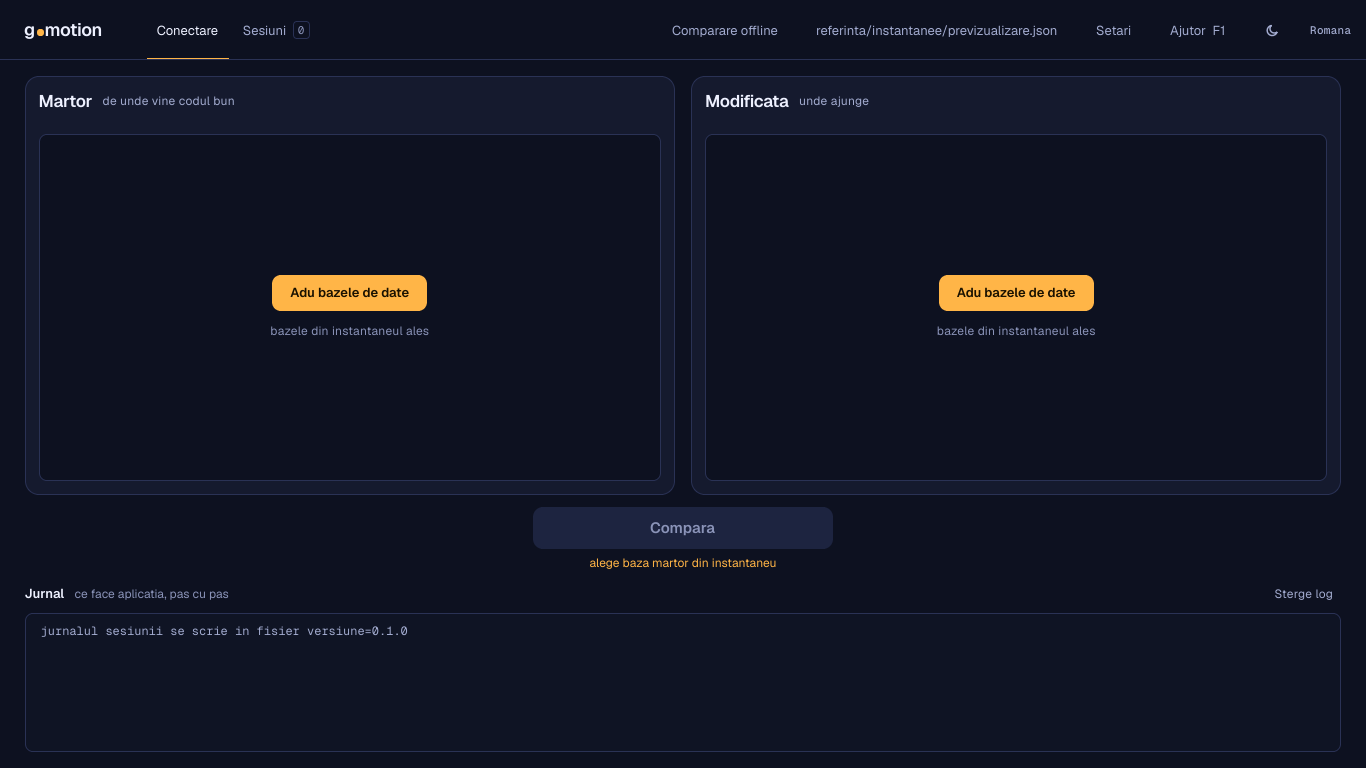 g motion
Conectare
Sesiuni 0
Comparare offline
referinta/instantanee/previzualizare.json
Setari
Ajutor F1
Romana
Martor de unde vine codul bun
Adu bazele de date
bazele din instantaneul ales
Modificata unde ajunge
Adu bazele de date
bazele din instantaneul ales
Compara
alege baza martor din instantaneu
Jurnal ce face aplicatia, pas cu pas
Sterge log
jurnalul sesiunii se scrie in fisier versiune=0.1.0